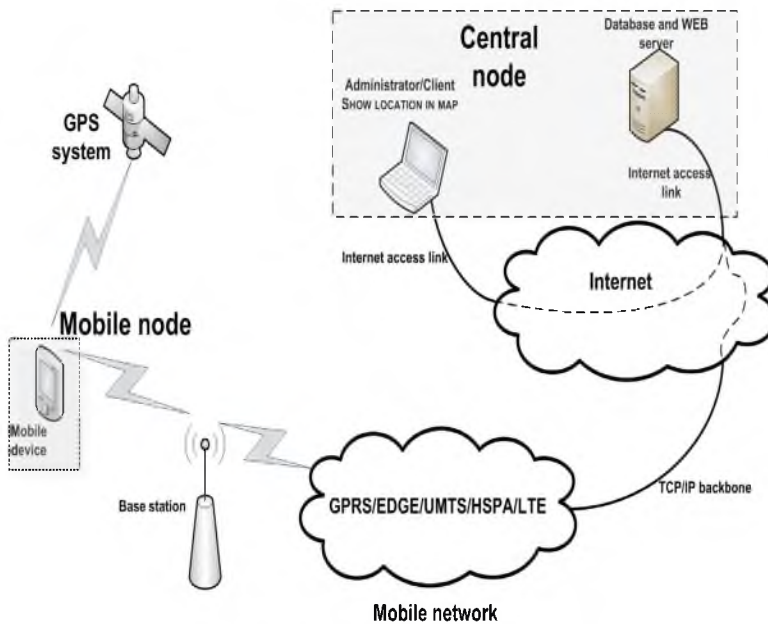 Central
node
Database and WEB
server
Administrator/Client
SHOW LOCATION IN MAP
GPS
system
Internet access
link
Internet access link
Internet
Mobile node
Mobile
device
Base station
GPRS/EDGE/UMTS/HSPA/LTE
TCP/IP backbone
Mobile network